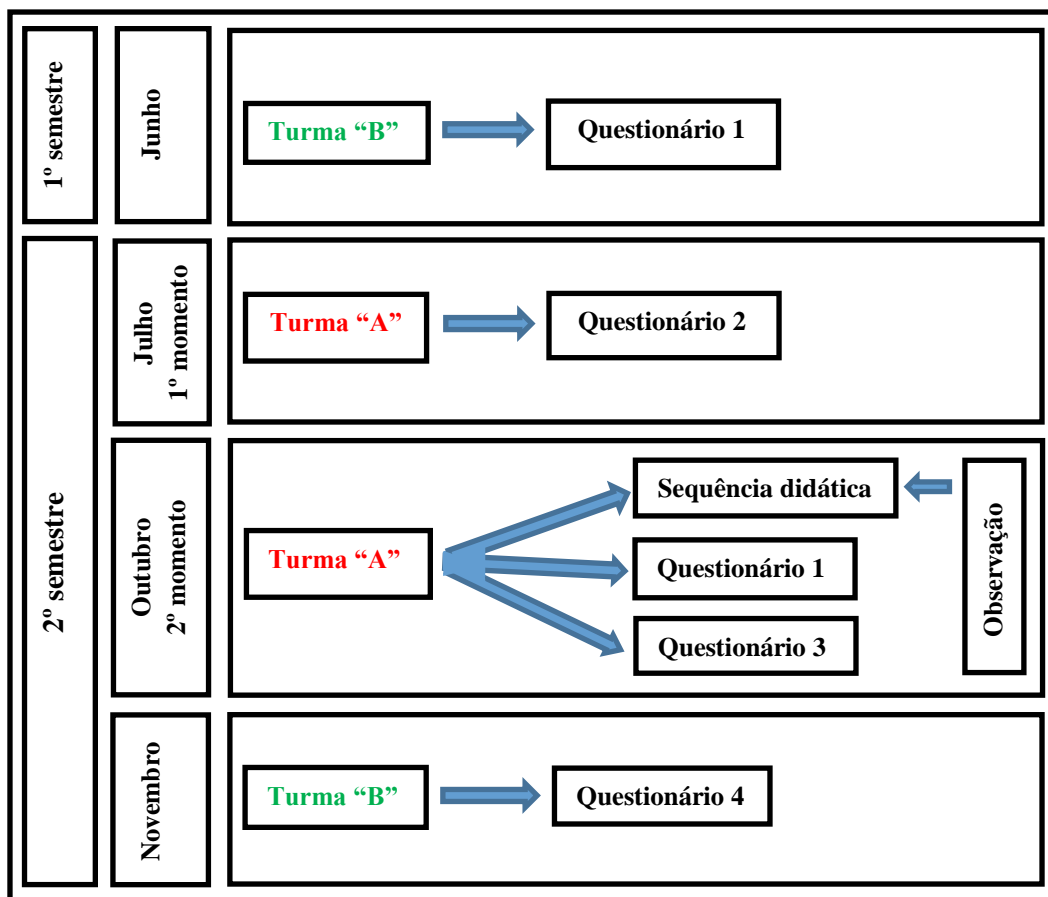 1º semestre
Junho
Turma “B”
Questionário 1
2º semestre
Julho
1º momento
Turma “A”
Questionário 2
Outubro
2º momento
Turma “A”
Sequência didática
Questionário 1
Questionário 3
Observação
Novembro
Turma “B”
Questionário 4